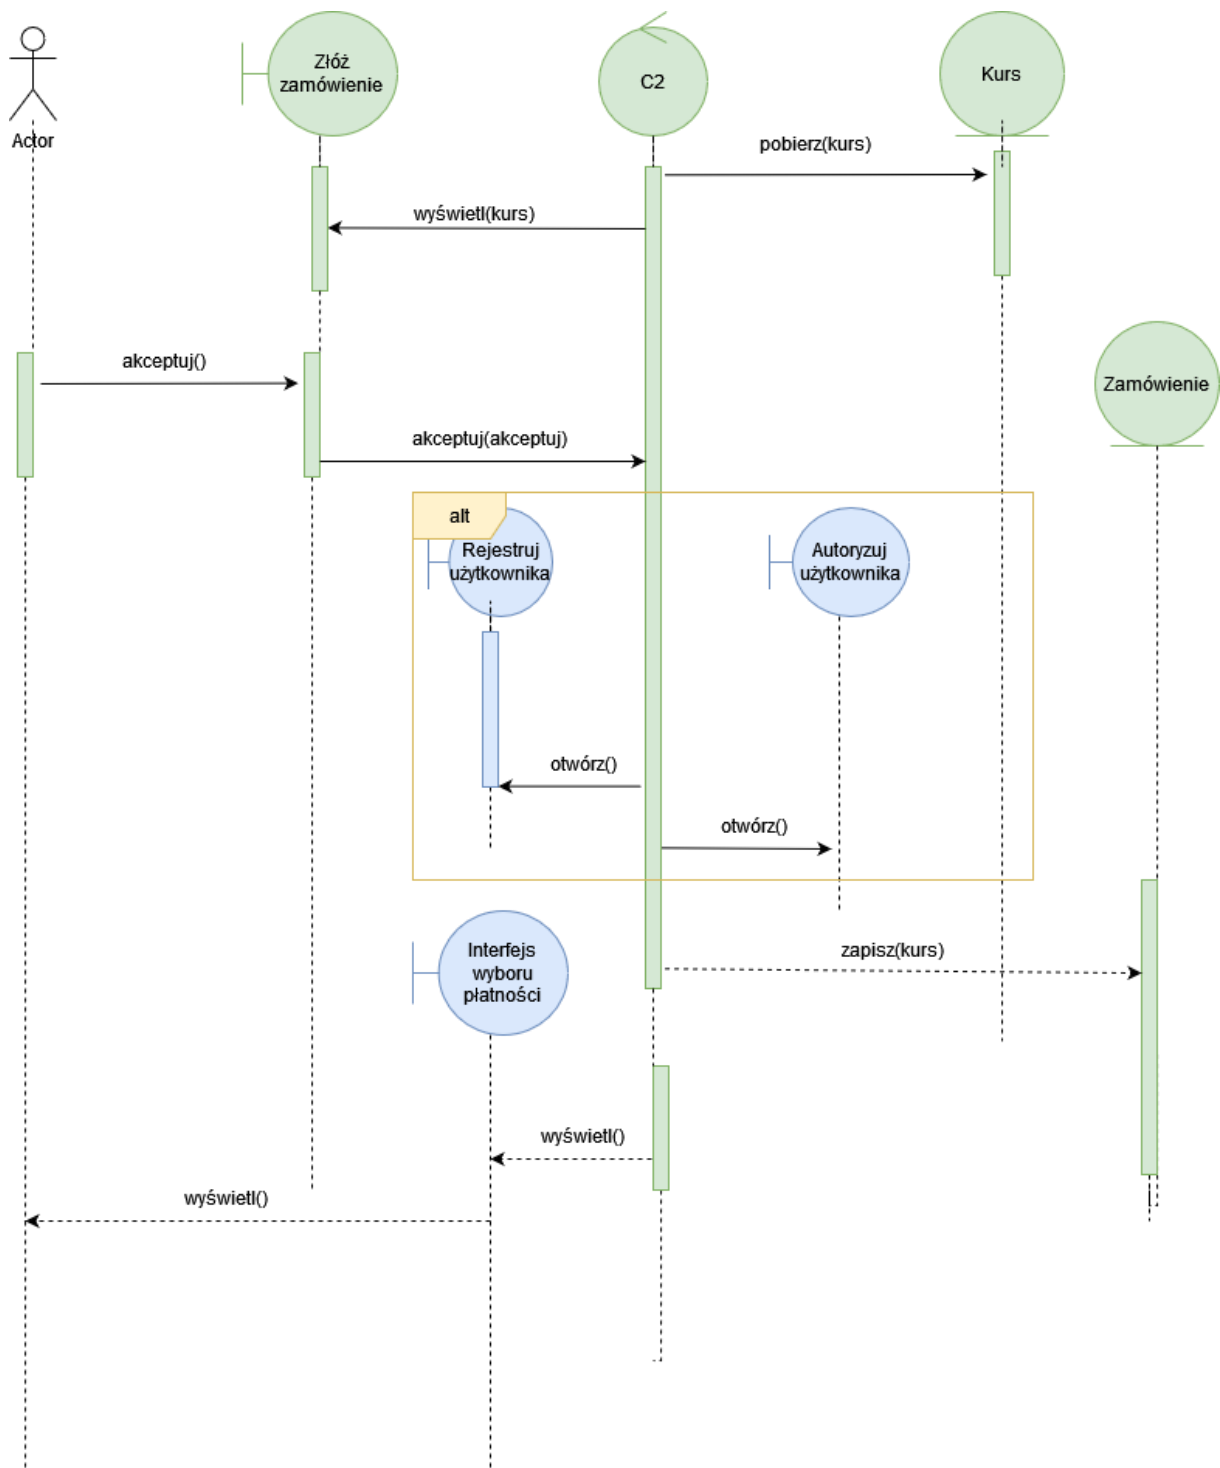 Złóż
zamówienie
C2
Kurs
Actor
pobierz(kurs)
wyświetl(kurs)
akceptuj()
Zamówienie
akceptuj(akceptuj)
alt
Rejestruj
użytkownika
Autoryzuj
użytkownika
otwórz()
otwórz()
Interfejs
wyboru
płatności
zapisz(kurs)
wyświetl()
wyświetl()